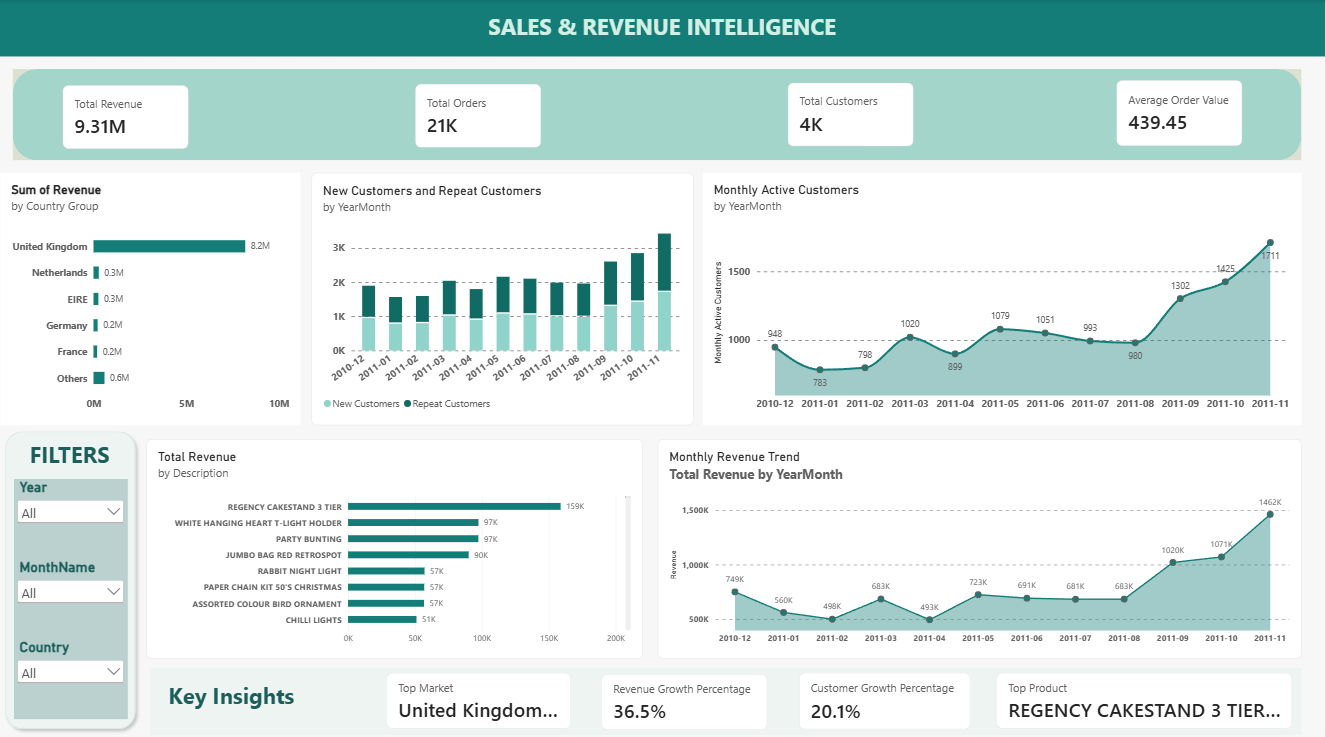 SALES & REVENUE INTELLIGENCE
Total Revenue
9.31M
Total Orders
21K
Total Customers
4K
Average Order Value
439.45
Sum of Revenue
by Country Group
United Kingdom 8.2M
Netherlands 0.3M
EIRE 0.3M
Germany 0.2M
France 0.2M
Others 0.6M
0M 5M 10M
New Customers and Repeat Customers
by YearMonth
3K
2K
1K
0K
2010-12 2011-01 2011-02 2011-03 2011-04 2011-05 2011-06 2011-07 2011-08 2011-09 2011-10 2011-11
New Customers Repeat Customers
Monthly Active Customers
by YearMonth
Monthly Active Customers
1500
1000
948 783 798 1020 899 1079 1051 993 980 1302 1425 1711
2010-12 2011-01 2011-02 2011-03 2011-04 2011-05 2011-06 2011-07 2011-08 2011-09 2011-10 2011-11
FILTERS
Year
All
MonthName
All
Country
All
Total Revenue
by Description
REGENCY CAKESTAND 3 TIER 159K
WHITE HANGING HEART T-LIGHT HOLDER 97K
PARTY BUNTING 97K
JUMBO BAG RED RETROSPOT 90K
RABBIT NIGHT LIGHT 57K
PAPER CHAIN KIT 50'S CHRISTMAS 57K
ASSORTED COLOUR BIRD ORNAMENT 57K
CHILLI LIGHTS 51K
0K 50K 100K 150K 200K
Monthly Revenue Trend
Total Revenue by YearMonth
Revenue
1,500K
1,000K
500K
749K 560K 498K 683K 493K 723K 691K 681K 683K 1020K 1071K 1462K
2010-12 2011-01 2011-02 2011-03 2011-04 2011-05 2011-06 2011-07 2011-08 2011-09 2011-10 2011-11
Key Insights
Top Market
United Kingdom...
Revenue Growth Percentage
36.5%
Customer Growth Percentage
20.1%
Top Product
REGENCY CAKESTAND 3 TIER...